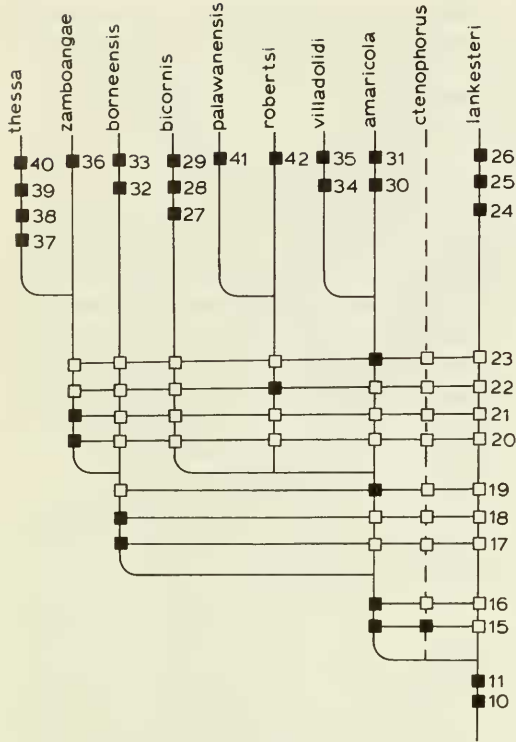 thessa
zamboangae
borneensis
bicornis
palawanensis
robertsi
villadolidi
amaricola
ctenophorus
lankesteri
40 36 33 29 41 42 35 31 26
39 32 28 34 30 25
38 27 24
37
23
22
21
20
19
18
17
16
15
11
10